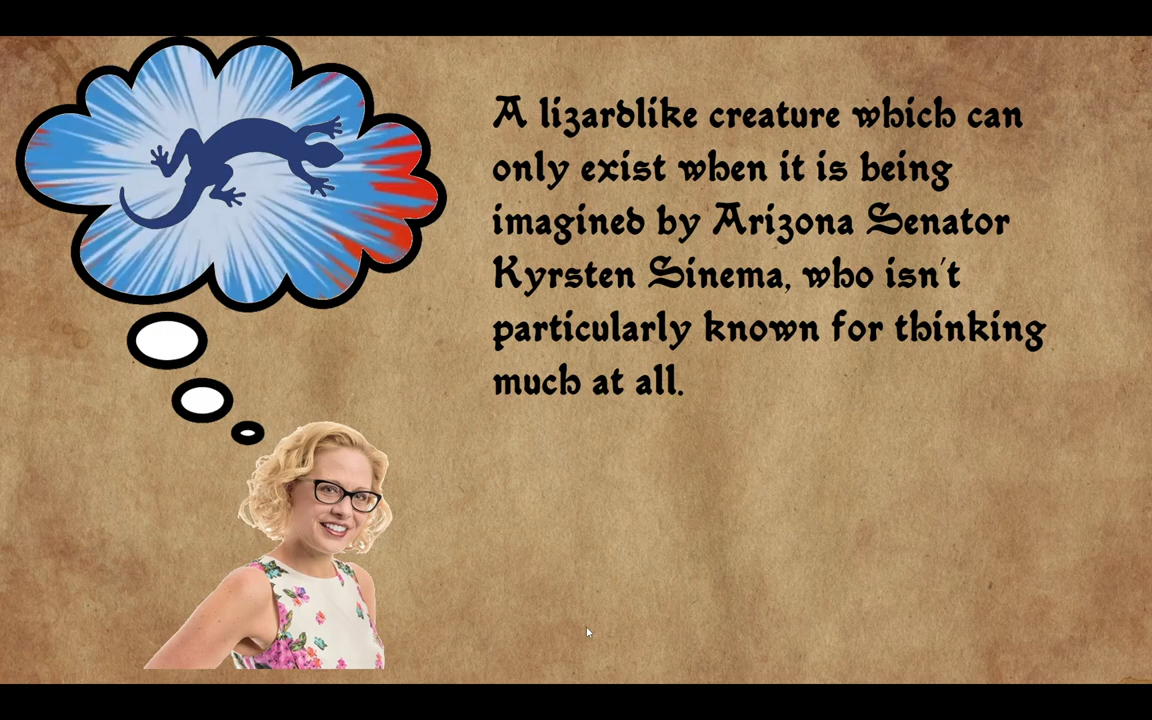 A lizardlike creature which can
only exist when it is being
imagined by Arizona Senator
Kyrsten Sinema, who isn't
particularly known for thinking
much at all.